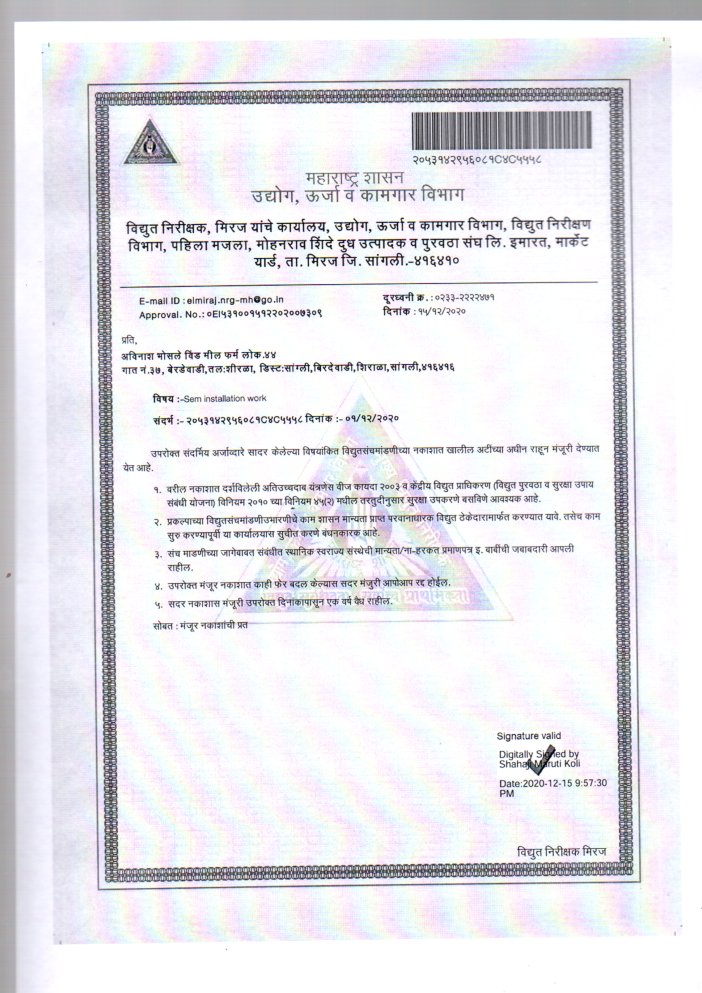 २०५३१४२९५६०८१C४C५५५८
महाराष्ट्र शासन
उद्योग, ऊर्जा व कामगार विभाग
विद्युत निरीक्षक, मिरज यांचे कार्यालय, उद्योग, ऊर्जा व कामगार विभाग, विद्युत निरीक्षण
विभाग, पहिला मजला, मोहनराव शिंदे दुध उत्पादक व पुरवठा संघ लि. इमारत, मार्केट
यार्ड, ता. मिरज जि. सांगली.-४१६४१०
E-mail ID : eimiraj.nrg-mh@go.in
दूरध्वनी क्र. : ०२३३-२२२२४७१
Approval. No.: ०EI५३१००१५१२२०२००७३०९
दिनांक : १५/१२/२०२०
प्रति,
अविनाश भोसले विंड मील फर्म लोक.४४
गात नं.३७, बेरडेवाडी,तल:शीरळा, डिस्ट:सांग्ली,बिरदेवाडी,शिराळा,सांगली,४१६४१६
विषय :-Sem installation work
संदर्भ :- २०५३१४२९५६०८१C४C५५५८ दिनांक :- ०१/१२/२०२०
उपरोक्त संदर्भिय अर्जाव्दारे सादर केलेल्या विषयांकित विद्युतसंचमांडणीच्या नकाशात खालील अटींच्या अधीन राहून मंजूरी देण्यात
येत आहे.
१. वरील नकाशात दर्शविलेली अतिउच्चदाब यंत्रणेस वीज कायदा २००३ व केंद्रीय विद्युत प्राधिकरण (विद्युत पुरवठा व सुरक्षा उपाय
संबंधी योजना) विनियम २०१० च्या विनियम ४५(२) मधील तरतुदीनुसार सुरक्षा उपकरणे बसविणे आवश्यक आहे.
२. प्रकल्पाच्या विद्युतसंचमांडणीउभारणीचे काम शासन मान्यता प्राप्त परवानाधारक विद्युत ठेकेदारामार्फत करण्यात यावे. तसेच काम
सुरु करण्यापूर्वी या कार्यालयास सुचीत करणे बंधनकारक आहे.
३. संच माडणीच्या जागेबाबत संबंधीत स्थानिक स्वराज्य संस्थेची मान्यता/ना-हरकत प्रमाणपत्र इ. बाबींची जबाबदारी आपली
राहील.
४. उपरोक्त मंजूर नकाशात काही फेर बदल केल्यास सदर मंजुरी आपोआप रद्द होईल.
५. सदर नकाशास मंजूरी उपरोक्त दिनांकापासून एक वर्ष वैध राहील.
सोबत : मंजूर नकाशांची प्रत
Signature valid
Digitally Signed by
Shahaji Maruti Koli
Date:2020-12-15 9:57:30
PM
विद्युत निरीक्षक मिरज